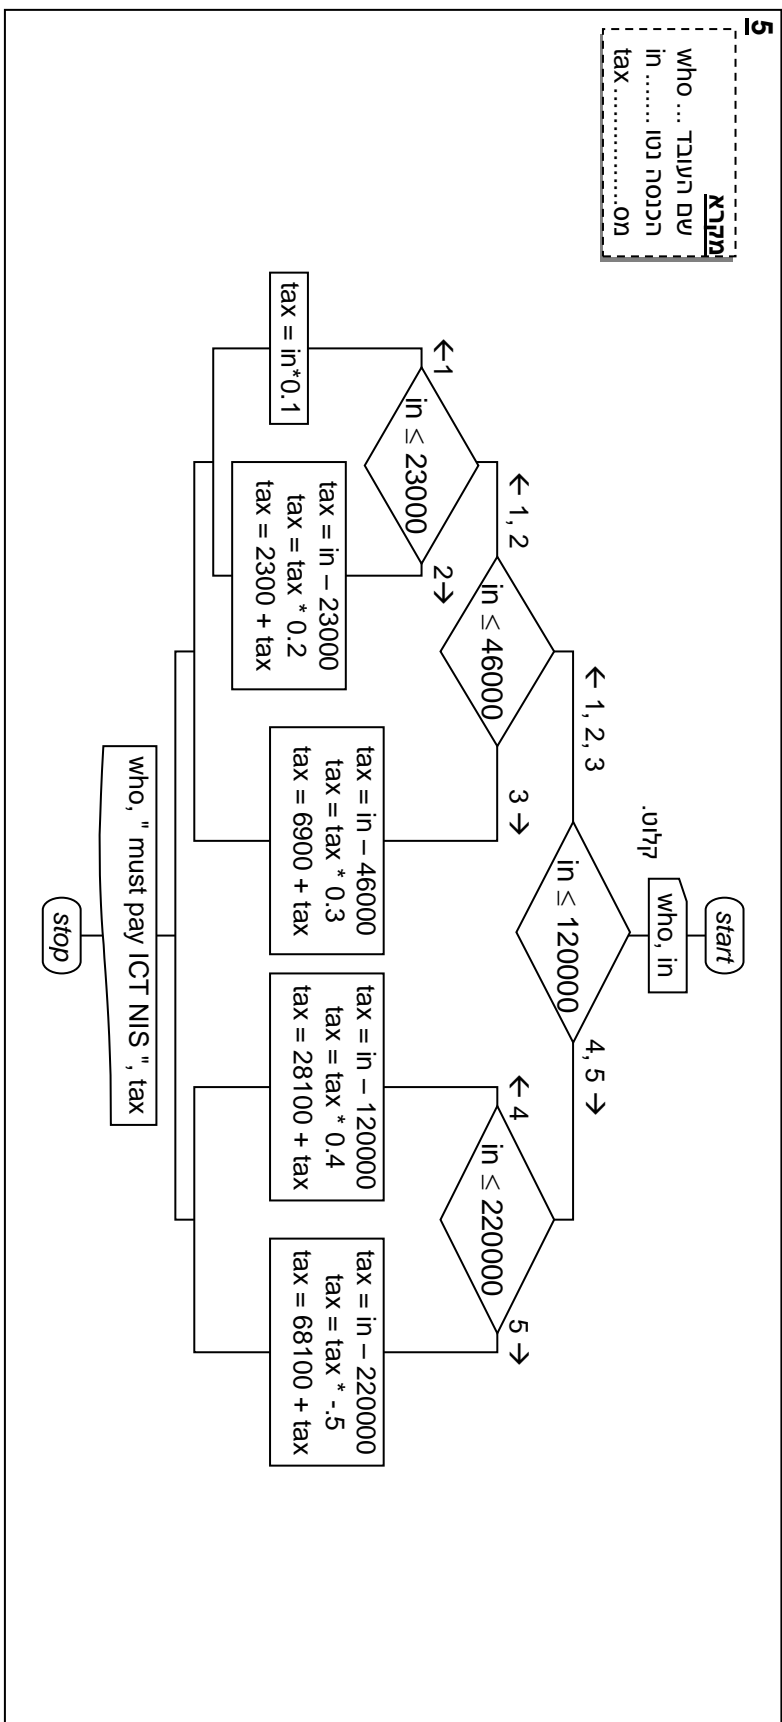 5
מקרא
who ... שם העובד
in ........ הכנסה נטו
tax ................. מס
start
who, in
קלוט.
in ≤ 120000
← 1, 2, 3
4, 5 →
in ≤ 46000
← 1, 2
3 →
in ≤ 220000
← 4
5 →
in ≤ 23000
←1
2→
tax = in*0.1
tax = in – 23000
tax = tax * 0.2
tax = 2300 + tax
tax = in – 46000
tax = tax * 0.3
tax = 6900 + tax
tax = in – 120000
tax = tax * 0.4
tax = 28100 + tax
tax = in – 220000
tax = tax * -.5
tax = 68100 + tax
who, " must pay ICT NIS ", tax
stop